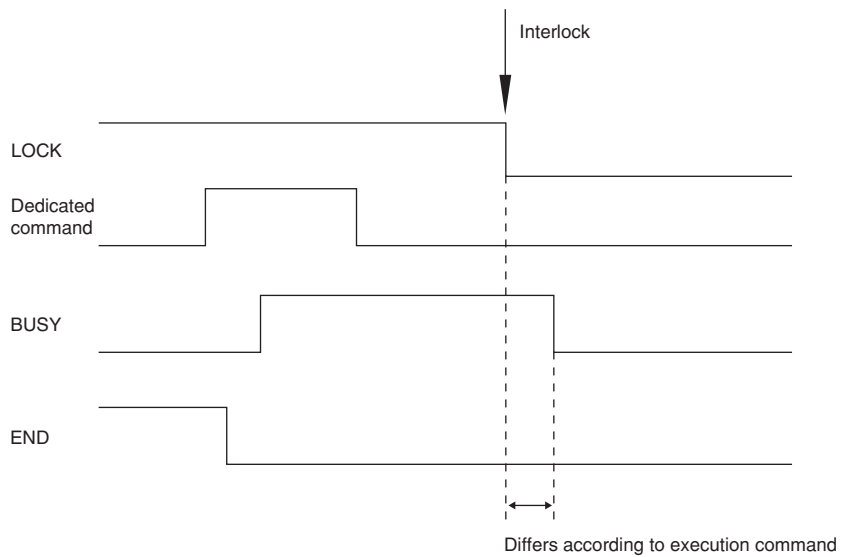 Interlock
LOCK
Dedicated
command
BUSY
END
Differs according to execution command